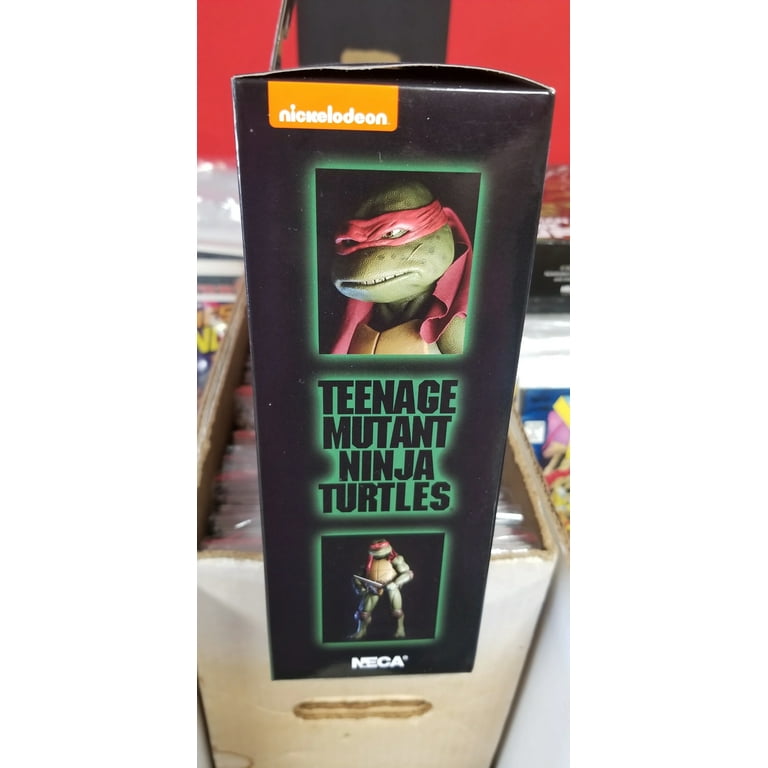 nickelodeon
TEENAGE
MUTANT
NINJA
TURTLES
NECA®